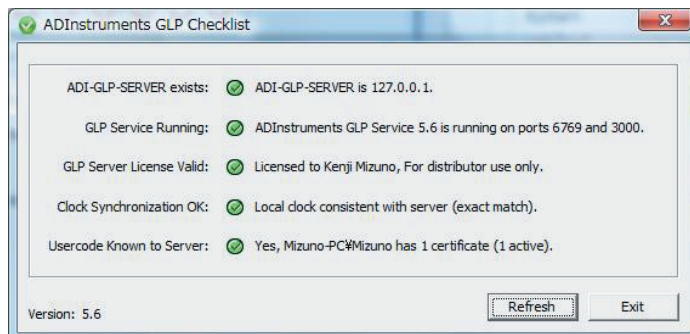 ADInstruments GLP Checklist
ADI-GLP-SERVER exists: ADI-GLP-SERVER is 127.0.0.1.
GLP Service Running: ADInstruments GLP Service 5.6 is running on ports 6769 and 3000.
GLP Server License Valid: Licensed to Kenji Mizuno, For distributor use only.
Clock Synchronization OK: Local clock consistent with server (exact match).
Usercode Known to Server: Yes, Mizuno-PC¥Mizuno has 1 certificate (1 active).
Version: 5.6 Refresh Exit